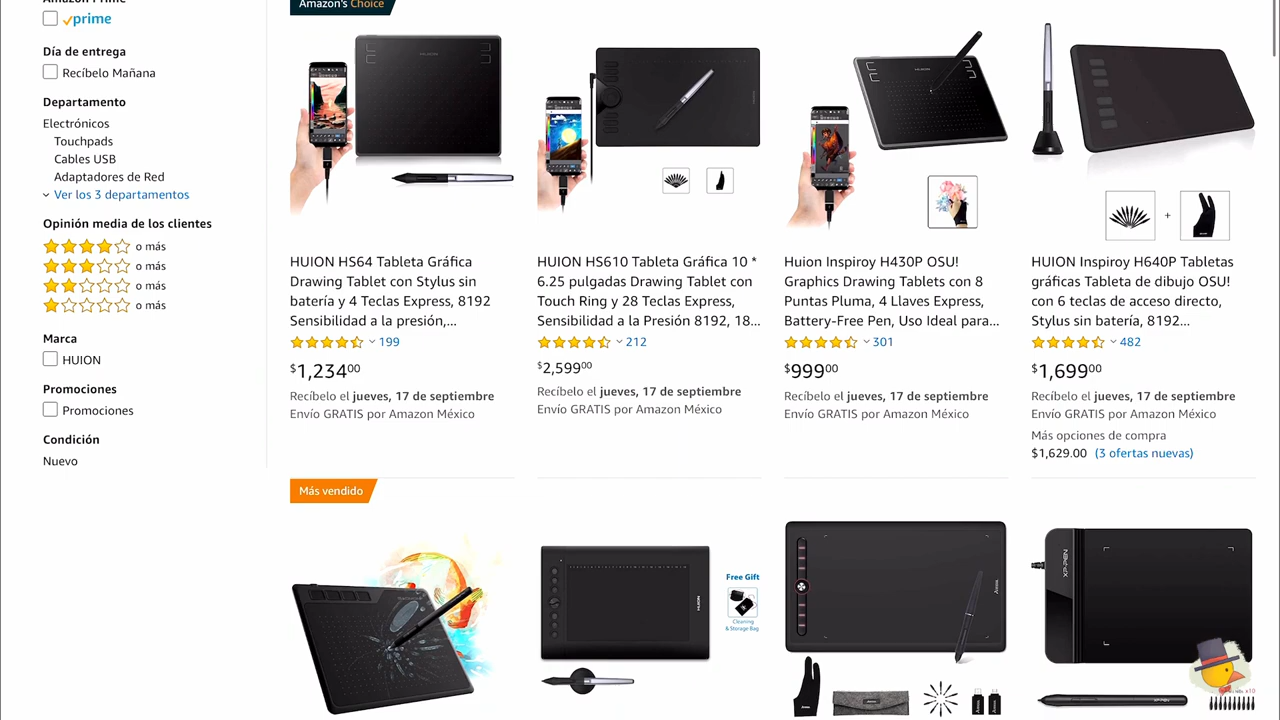 Amazon Prime
prime
Día de entrega
Recíbelo Mañana
Departamento
Electrónicos
Touchpads
Cables USB
Adaptadores de Red
Ver los 3 departamentos
Opinión media de los clientes
o más
o más
o más
o más
Marca
HUION
Promociones
Promociones
Condición
Nuevo
Amazon's Choice
HUION HS64 Tableta Gráfica
Drawing Tablet con Stylus sin
batería y 4 Teclas Express, 8192
Sensibilidad a la presión,...
199
$1,234.00
Recíbelo el jueves, 17 de septiembre
Envío GRATIS por Amazon México
HUION HS610 Tableta Gráfica 10 *
6.25 pulgadas Drawing Tablet con
Touch Ring y 28 Teclas Express,
Sensibilidad a la Presión 8192, 18...
212
$2,599.00
Recíbelo el jueves, 17 de septiembre
Envío GRATIS por Amazon México
Huion Inspiroy H430P OSU!
Graphics Drawing Tablets con 8
Puntas Pluma, 4 Llaves Express,
Battery-Free Pen, Uso Ideal para...
301
$999.00
Recíbelo el jueves, 17 de septiembre
Envío GRATIS por Amazon México
+
HUION Inspiroy H640P Tabletas
gráficas Tableta de dibujo OSU!
con 6 teclas de acceso directo,
Stylus sin batería, 8192...
482
$1,699.00
Recíbelo el jueves, 17 de septiembre
Envío GRATIS por Amazon México
Más opciones de compra
$1,629.00 (3 ofertas nuevas)
Más vendido
HUION
Free Gift
Cleaning
& Storage Bag
XP-PEN
x10